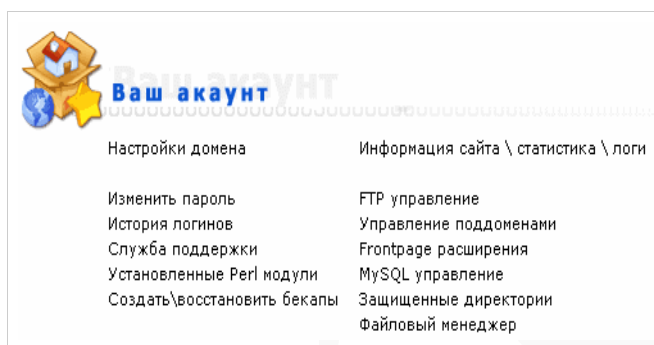 Ваш акаунт
Настройки домена
Информация сайта \ статистика \ логи
Изменить пароль
FTP управление
История логинов
Управление поддоменами
Служба поддержки
Frontpage расширения
Установленные Perl модули
MySQL управление
Создать\восстановить бекапы
Защищенные директории
Файловый менеджер